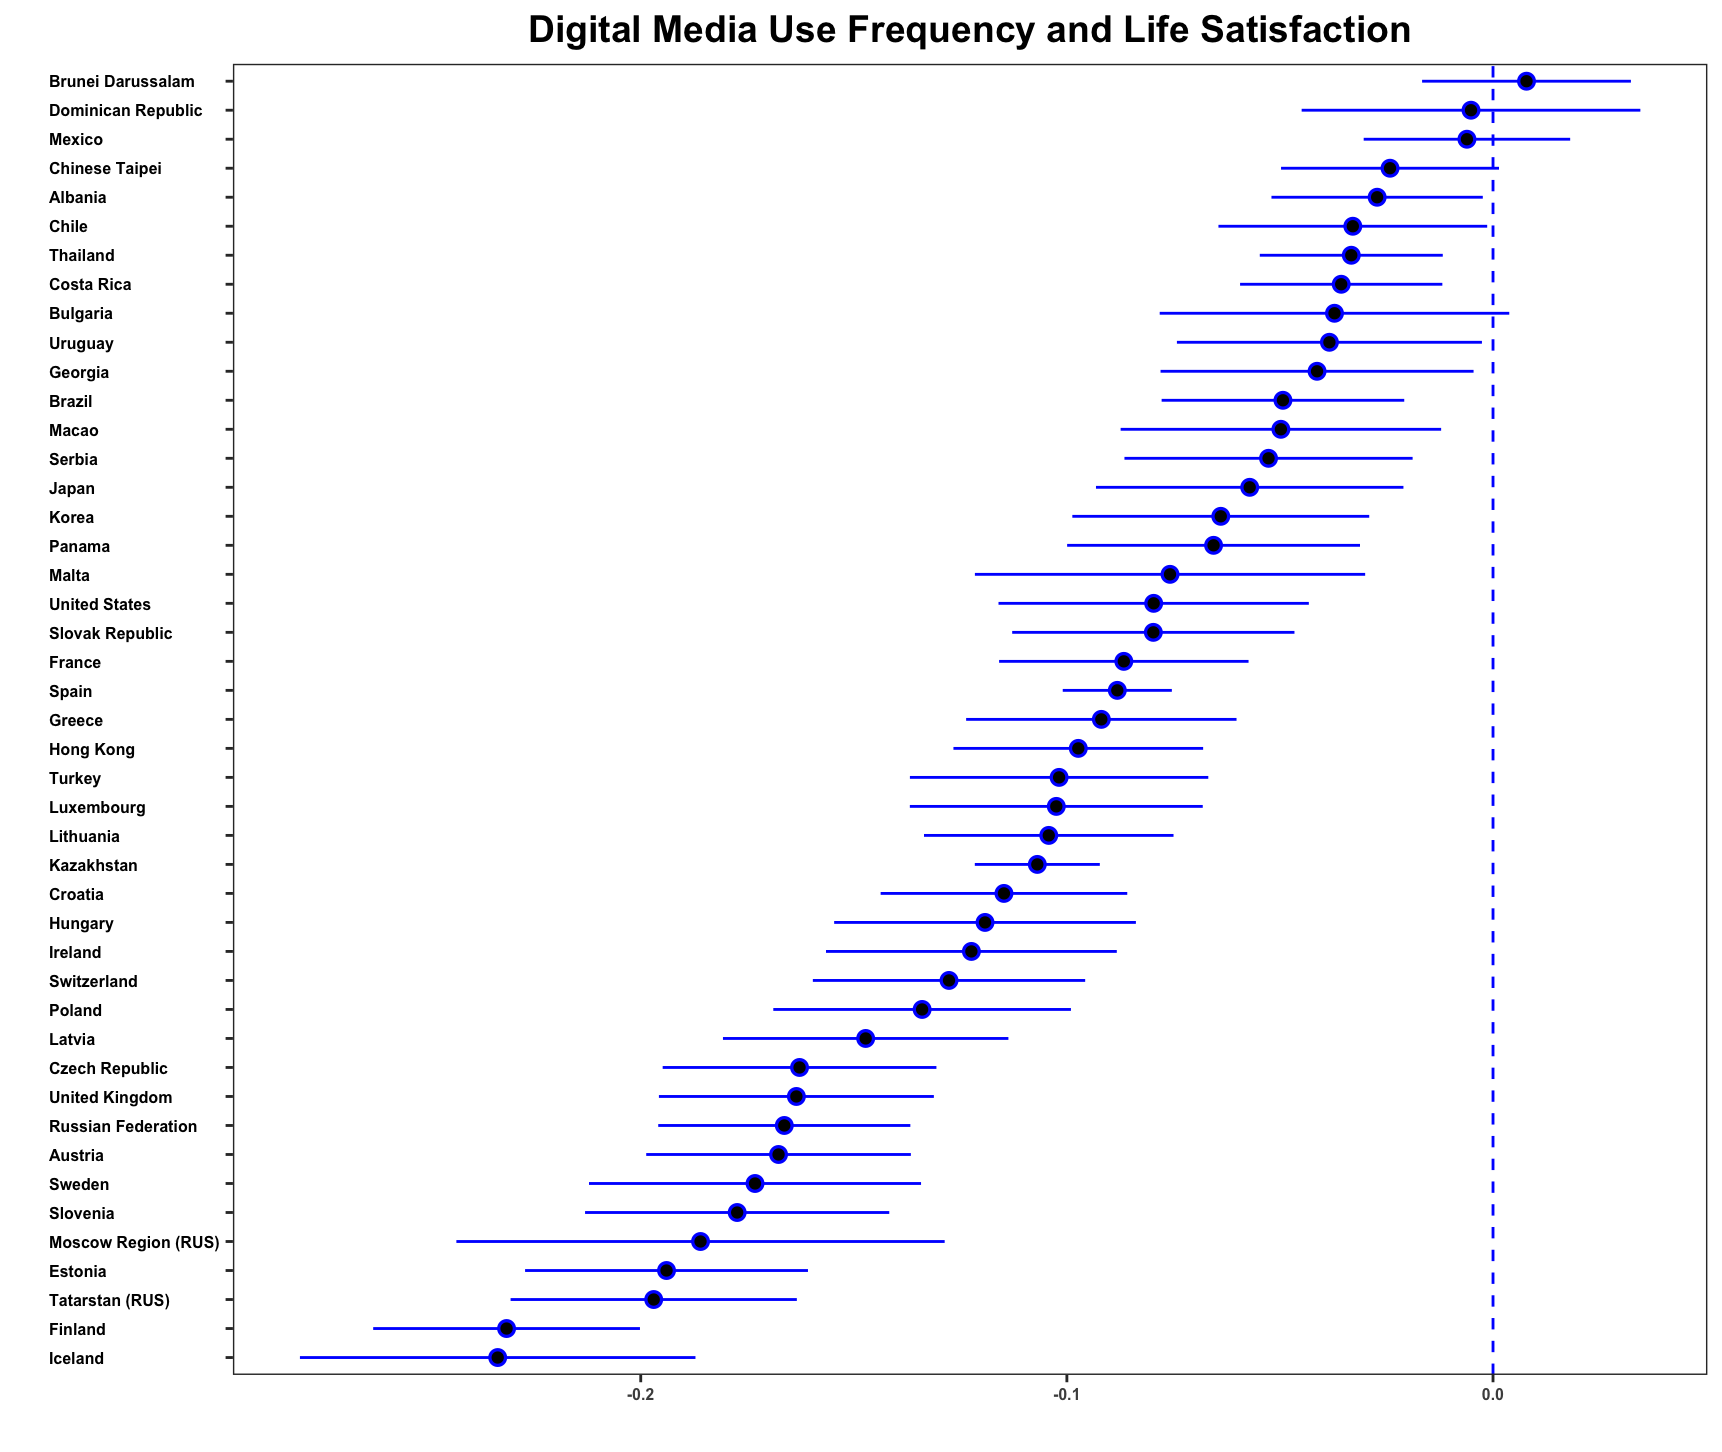 Digital Media Use Frequency and Life Satisfaction
Brunei Darussalam
Dominican Republic
Mexico
Chinese Taipei
Albania
Chile
Thailand
Costa Rica
Bulgaria
Uruguay
Georgia
Brazil
Macao
Serbia
Japan
Korea
Panama
Malta
United States
Slovak Republic
France
Spain
Greece
Hong Kong
Turkey
Luxembourg
Lithuania
Kazakhstan
Croatia
Hungary
Ireland
Switzerland
Poland
Latvia
Czech Republic
United Kingdom
Russian Federation
Austria
Sweden
Slovenia
Moscow Region (RUS)
Estonia
Tatarstan (RUS)
Finland
Iceland
-0.2 -0.1 0.0